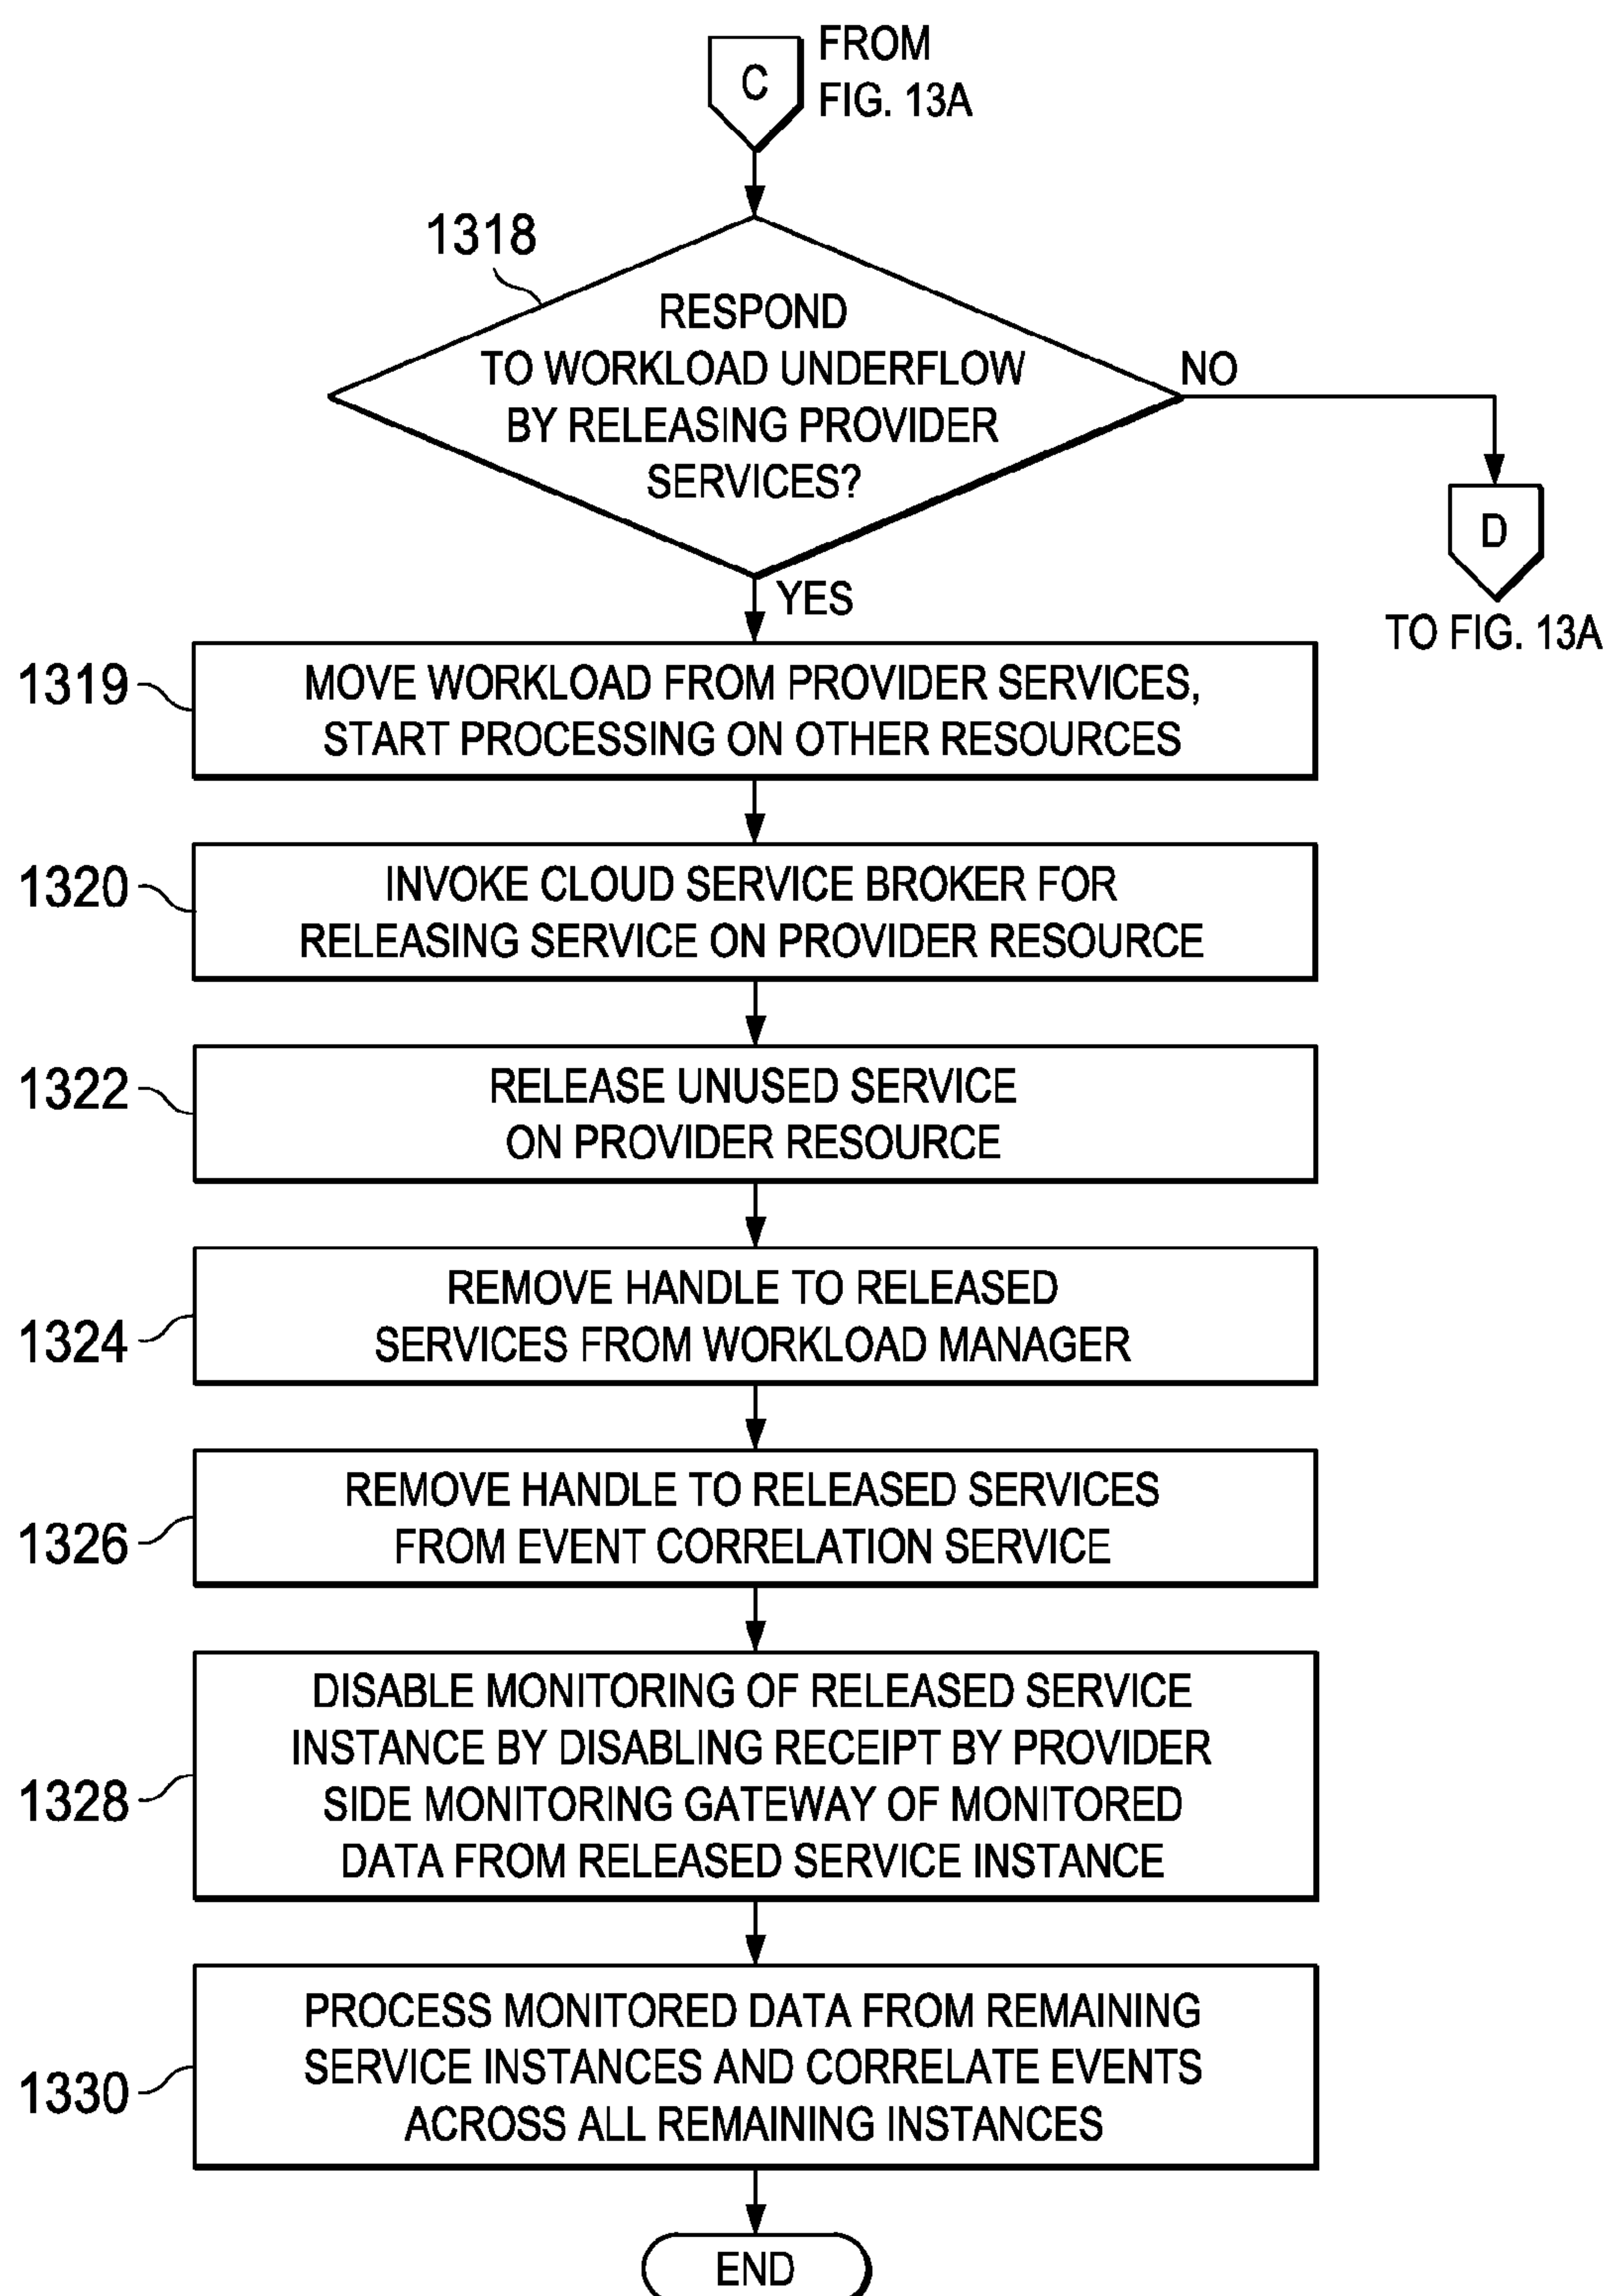 C
FROM
FIG. 13A
1318
RESPOND
TO WORKLOAD UNDERFLOW
BY RELEASING PROVIDER
SERVICES?
NO
D
TO FIG. 13A
YES
1319
MOVE WORKLOAD FROM PROVIDER SERVICES,
START PROCESSING ON OTHER RESOURCES
1320
INVOKE CLOUD SERVICE BROKER FOR
RELEASING SERVICE ON PROVIDER RESOURCE
1322
RELEASE UNUSED SERVICE
ON PROVIDER RESOURCE
1324
REMOVE HANDLE TO RELEASED
SERVICES FROM WORKLOAD MANAGER
1326
REMOVE HANDLE TO RELEASED SERVICES
FROM EVENT CORRELATION SERVICE
1328
DISABLE MONITORING OF RELEASED SERVICE
INSTANCE BY DISABLING RECEIPT BY PROVIDER
SIDE MONITORING GATEWAY OF MONITORED
DATA FROM RELEASED SERVICE INSTANCE
1330
PROCESS MONITORED DATA FROM REMAINING
SERVICE INSTANCES AND CORRELATE EVENTS
ACROSS ALL REMAINING INSTANCES
END